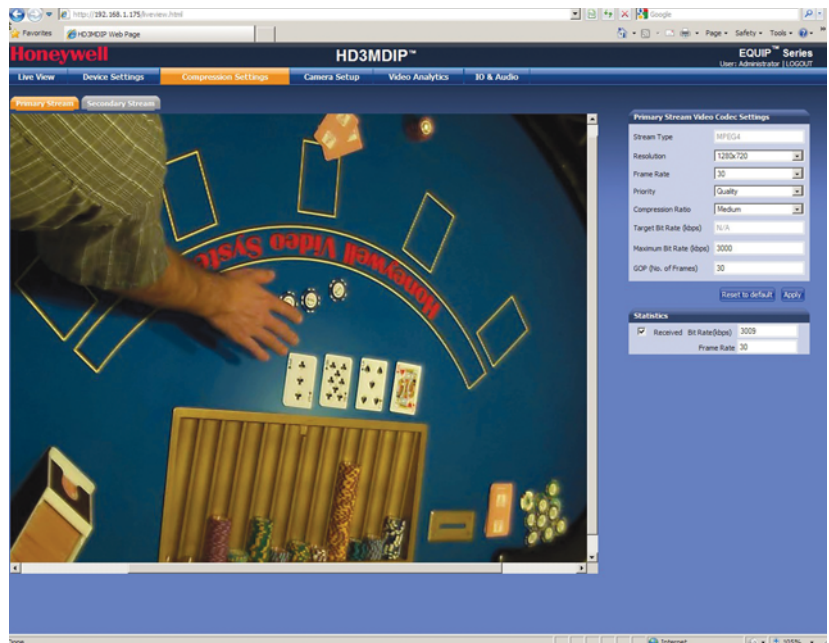 http://192.168.1.175/liveview.html
Google
Favorites
HD3MDIP Web Page
Page
Safety
Tools
Honeywell
HD3MDIP™
EQUIP™ Series
User: Administrator | LOGOUT
Live View
Device Settings
Compression Settings
Camera Setup
Video Analytics
IO & Audio
Primary Stream
Secondary Stream
Honeywell Video Syste
Primary Stream Video Codec Settings
Stream Type MPEG4
Resolution 1280x720
Frame Rate 30
Priority Quality
Compression Ratio Medium
Target Bit Rate (kbps) N/A
Maximum Bit Rate (kbps) 3000
GOP (No. of Frames) 30
Reset to default Apply
Statistics
Received Bit Rate(kbps) 3009
Frame Rate 30
Done
Internet
105%